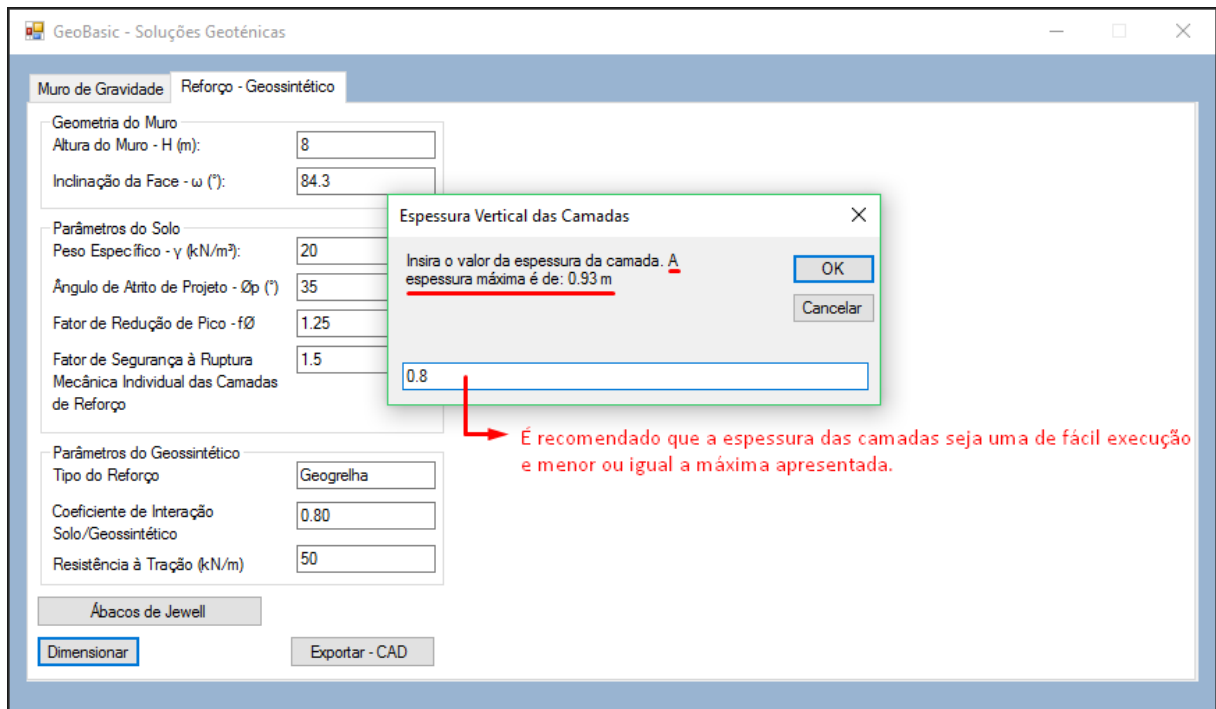 GeoBasic - Soluções Geoténicas
Muro de Gravidade
Reforço - Geossintético
Geometria do Muro
Altura do Muro - H (m):
8
Inclinação da Face - ω (°):
84.3
Parâmetros do Solo
Peso Específico - γ (kN/m³):
20
Ângulo de Atrito de Projeto - Øp (°)
35
Fator de Redução de Pico - fØ
1.25
Fator de Segurança à Ruptura
Mecânica Individual das Camadas
de Reforço
1.5
Parâmetros do Geossintético
Tipo do Reforço
Geogrelha
Coeficiente de Interação
Solo/Geossintético
0.80
Resistência à Tração (kN/m)
50
Ábacos de Jewell
Dimensionar
Exportar - CAD
Espessura Vertical das Camadas
Insira o valor da espessura da camada. A
espessura máxima é de: 0.93 m
OK
Cancelar
0.8
É recomendado que a espessura das camadas seja uma de fácil execução
e menor ou igual a máxima apresentada.